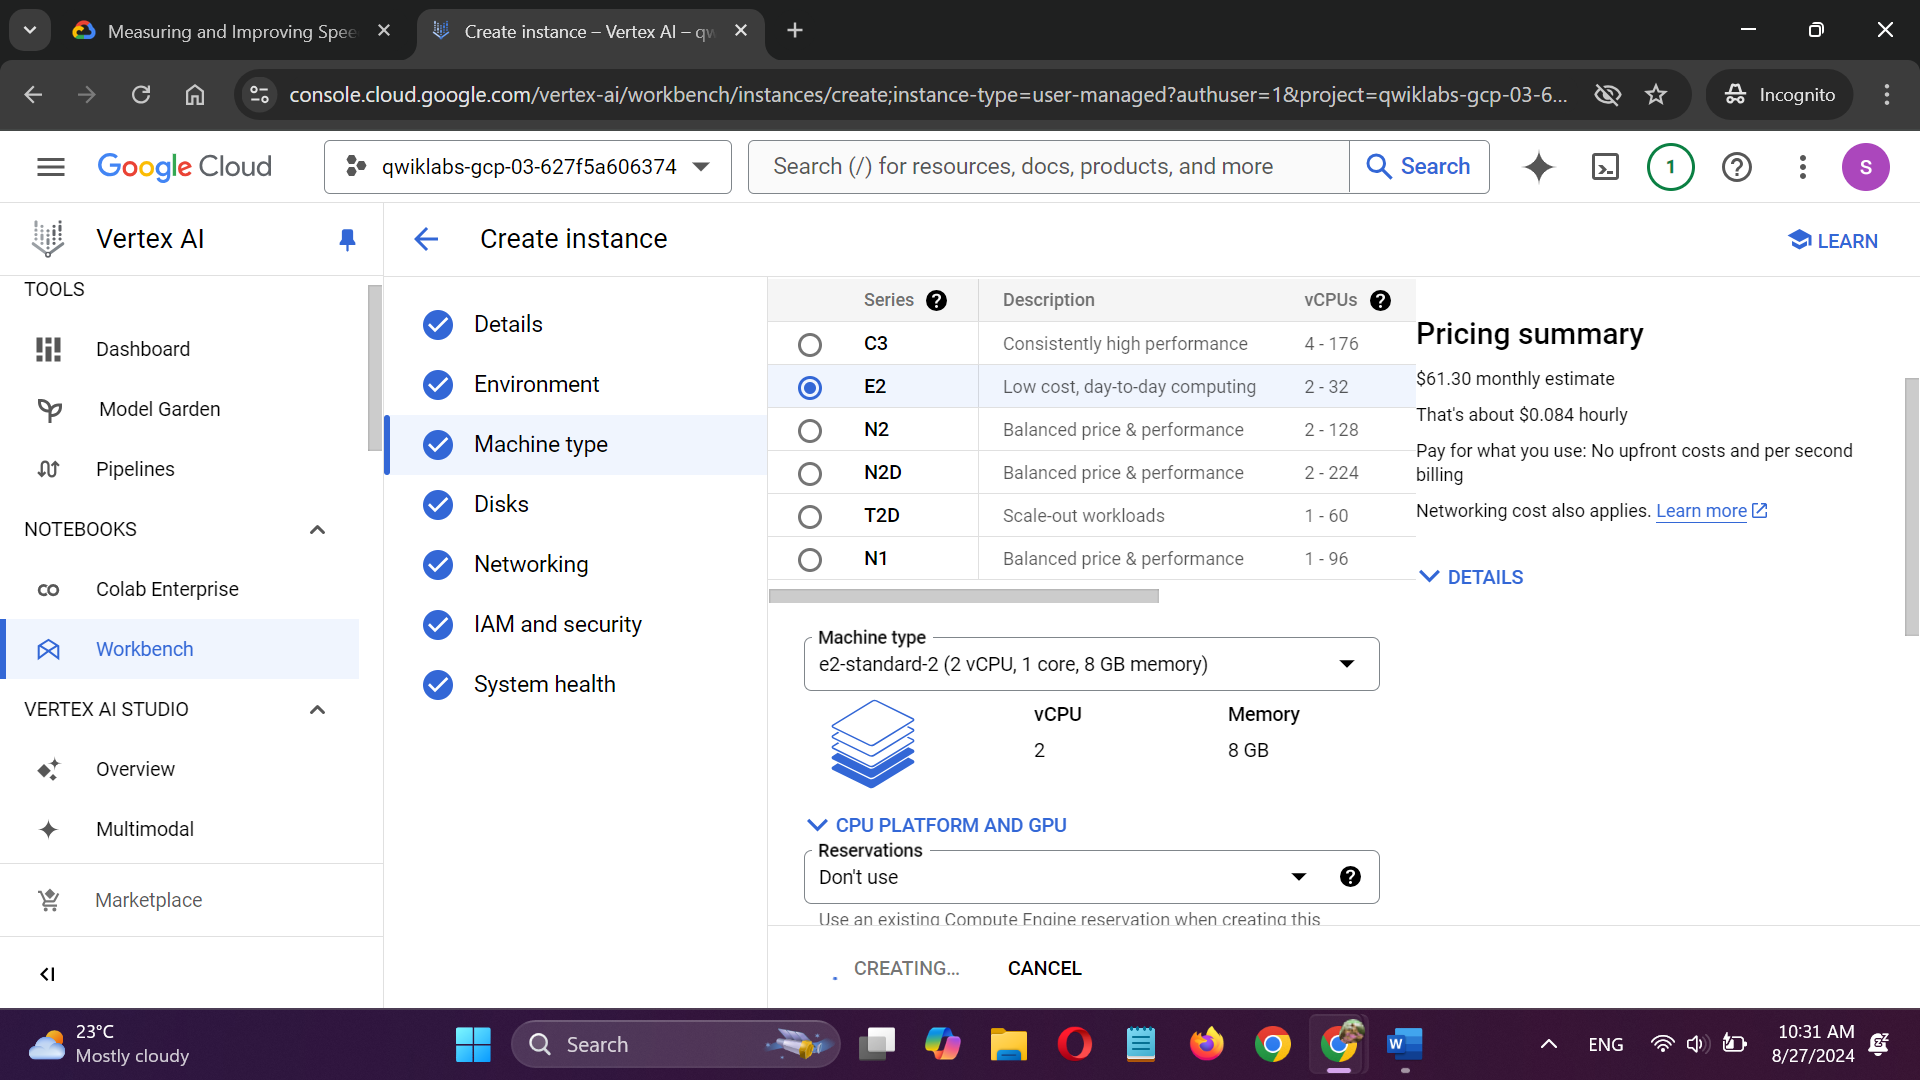 Measuring and Improving Spee
Create instance – Vertex AI – qw
console.cloud.google.com/vertex-ai/workbench/instances/create;instance-type=user-managed?authuser=1&project=qwiklabs-gcp-03-6...
Incognito
Google Cloud
qwiklabs-gcp-03-627f5a606374
Search (/) for resources, docs, products, and more
Search
1
S
Vertex AI
Create instance
LEARN
TOOLS
Dashboard
Model Garden
Pipelines
NOTEBOOKS
Colab Enterprise
Workbench
VERTEX AI STUDIO
Overview
Multimodal
Marketplace
Details
Environment
Machine type
Disks
Networking
IAM and security
System health
Series Description vCPUs
C3 Consistently high performance 4 - 176
E2 Low cost, day-to-day computing 2 - 32
N2 Balanced price & performance 2 - 128
N2D Balanced price & performance 2 - 224
T2D Scale-out workloads 1 - 60
N1 Balanced price & performance 1 - 96
Machine type
e2-standard-2 (2 vCPU, 1 core, 8 GB memory)
vCPU Memory
2 8 GB
CPU PLATFORM AND GPU
Reservations
Don't use
Use an existing Compute Engine reservation when creating this
CREATING...
CANCEL
Pricing summary
$61.30 monthly estimate
That's about $0.084 hourly
Pay for what you use: No upfront costs and per second
billing
Networking cost also applies. Learn more
DETAILS
23°C
Mostly cloudy
Search
ENG
10:31 AM
8/27/2024